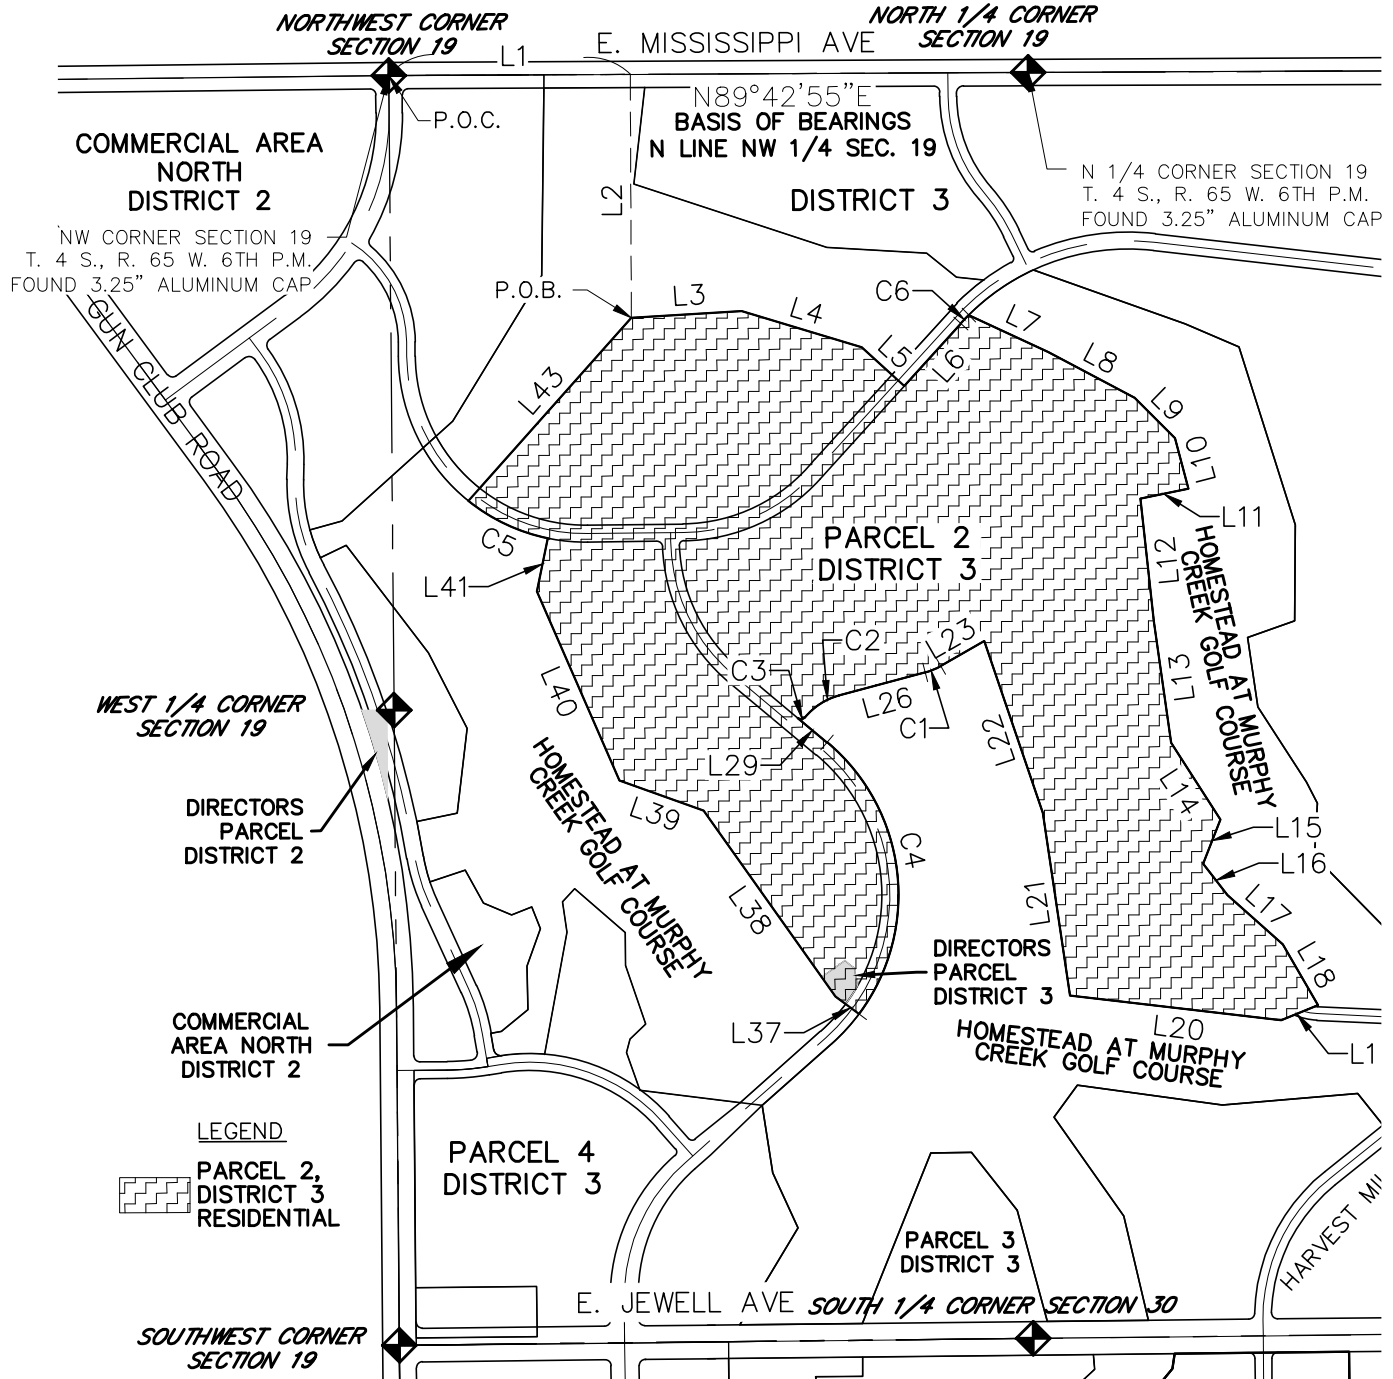 NORTHWEST CORNER
SECTION 19
NORTH 1/4 CORNER
SECTION 19
L1
E. MISSISSIPPI AVE
N89°42'55"E
BASIS OF BEARINGS
N LINE NW 1/4 SEC. 19
P.O.C.
COMMERCIAL AREA
NORTH
DISTRICT 2
L2
DISTRICT 3
N 1/4 CORNER SECTION 19
T. 4 S., R. 65 W. 6TH P.M.
FOUND 3.25" ALUMINUM CAP
NW CORNER SECTION 19
T. 4 S., R. 65 W. 6TH P.M.
FOUND 3.25" ALUMINUM CAP
P.O.B.
L3
L4
C6
L5
L6
L7
L8
L9
L10
L11
GUN CLUB ROAD
L43
C5
L41
PARCEL 2
DISTRICT 3
L12
HOMESTEAD AT MURPHY
CREEK GOLF COURSE
L13
C2
L23
C3
L26
C1
L22
L29
L40
WEST 1/4 CORNER
SECTION 19
L14
L15
L16
L17
L18
HOMESTEAD AT MURPHY
CREEK GOLF COURSE
L39
DIRECTORS
PARCEL
DISTRICT 2
C4
L38
L21
DIRECTORS
PARCEL
DISTRICT 3
L37
L20
HOMESTEAD AT MURPHY
CREEK GOLF COURSE
L1
COMMERCIAL
AREA NORTH
DISTRICT 2
LEGEND
PARCEL 2,
DISTRICT 3
RESIDENTIAL
PARCEL 4
DISTRICT 3
PARCEL 3
DISTRICT 3
HARVEST MI
E. JEWELL AVE
SOUTH 1/4 CORNER SECTION 30
SOUTHWEST CORNER
SECTION 19